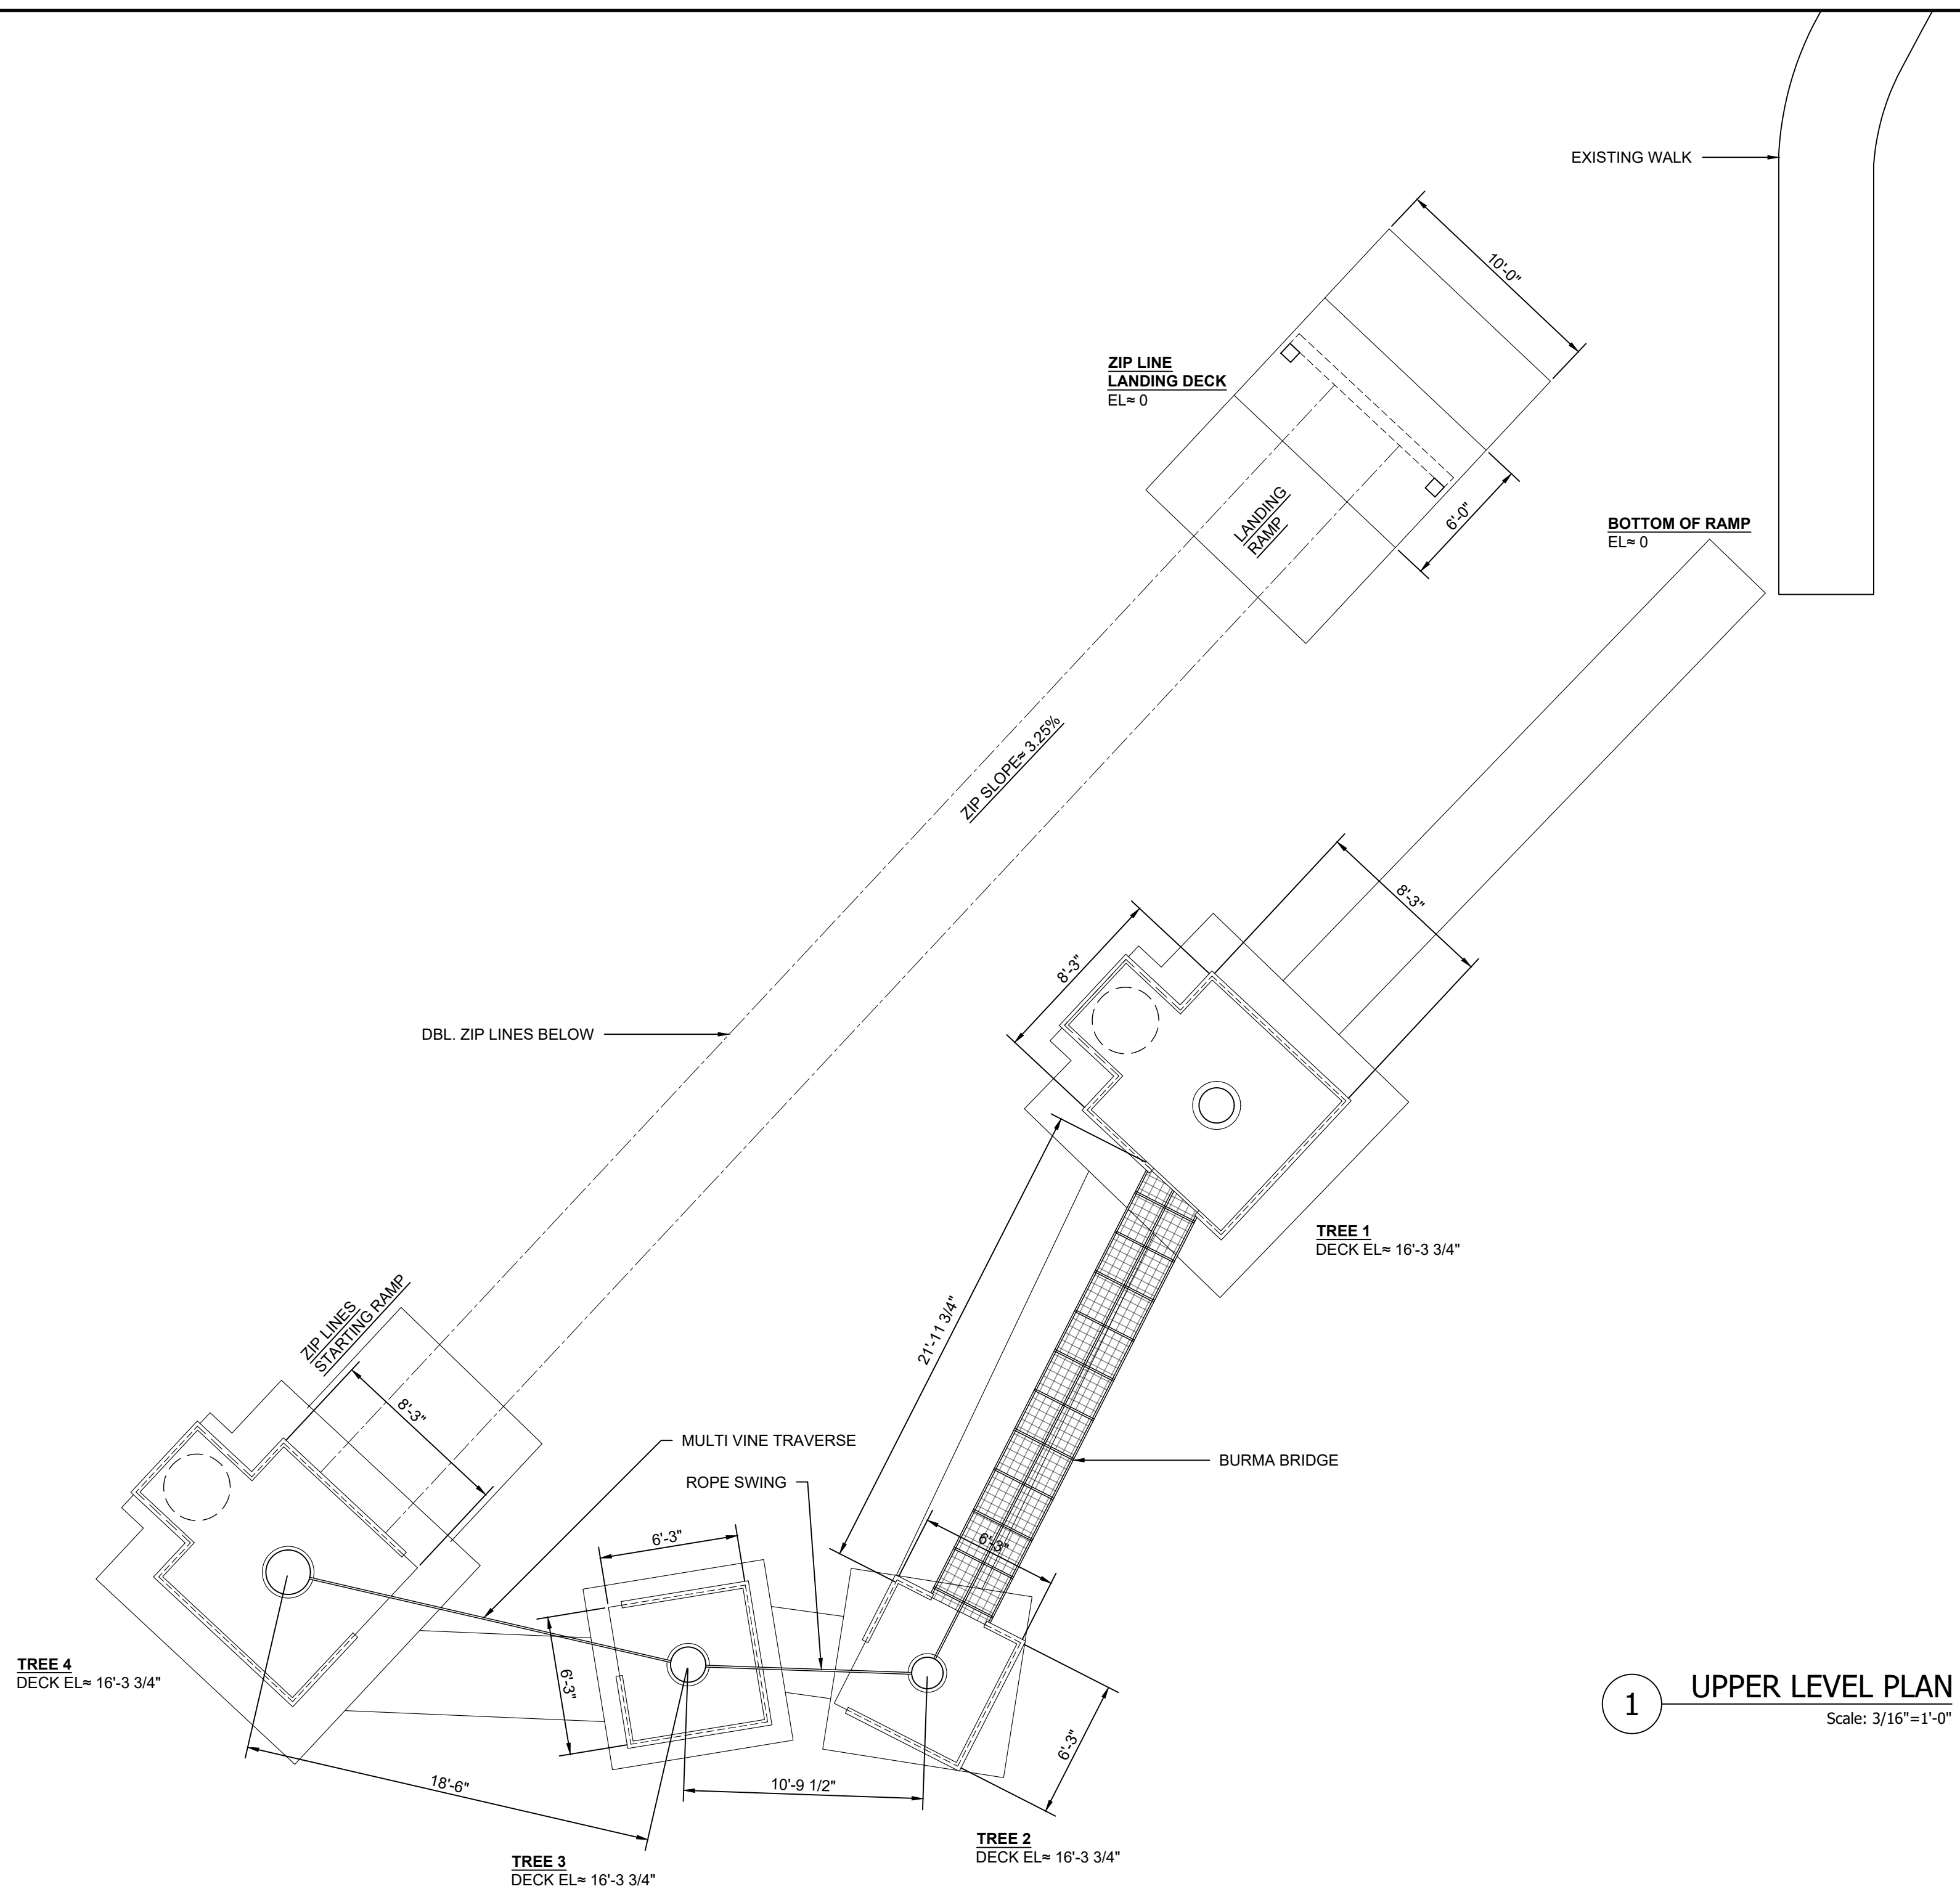 EXISTING WALK
10'-0"
ZIP LINE
LANDING DECK
EL≈ 0
LANDING
RAMP
6'-0"
BOTTOM OF RAMP
EL≈ 0
ZIP SLOPE≈ 3.25%
8'-3"
8'-3"
DBL. ZIP LINES BELOW
TREE 1
DECK EL≈ 16'-3 3/4"
21'-11 3/4"
ZIP LINES
STARTING RAMP
8'-3"
MULTI VINE TRAVERSE
ROPE SWING
BURMA BRIDGE
6'-3"
6'-3"
6'-3"
6'-3"
TREE 4
DECK EL≈ 16'-3 3/4"
18'-6"
10'-9 1/2"
TREE 2
DECK EL≈ 16'-3 3/4"
TREE 3
DECK EL≈ 16'-3 3/4"
1
UPPER LEVEL PLAN
Scale: 3/16"=1'-0"